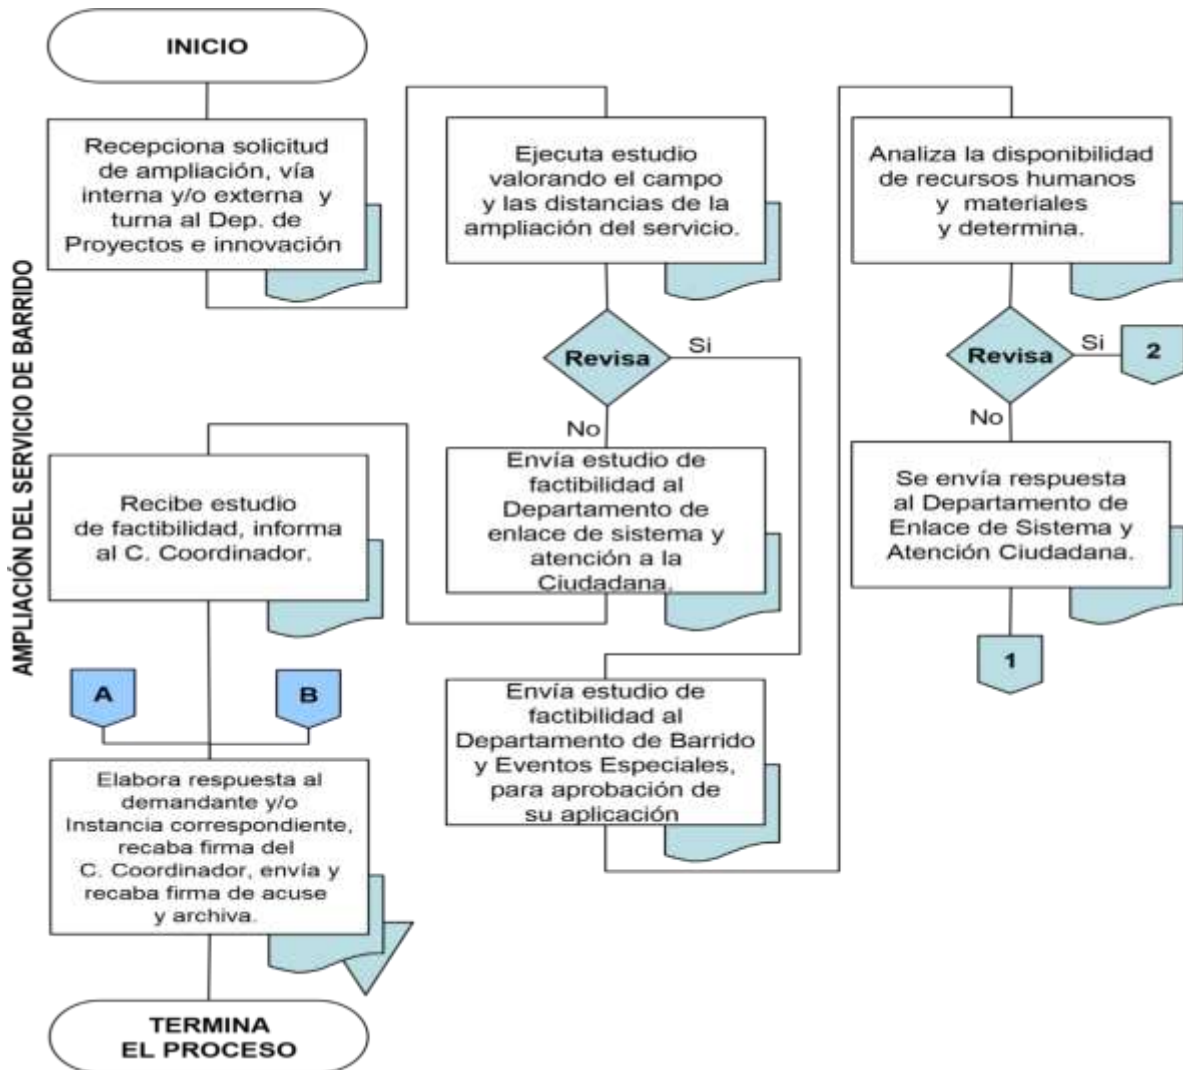 AMPLIACIÓN DEL SERVICIO DE BARRIDO
INICIO
Recepciona solicitud
de ampliación, vía
interna y/o externa y
turna al Dep. de
Proyectos e innovación
Ejecuta estudio
valorando el campo
y las distancias de la
ampliación del servicio.
Revisa
Si
No
Envía estudio de
factibilidad al
Departamento de
enlace de sistema y
atención a la
Ciudadana.
Recibe estudio
de factibilidad, informa
al C. Coordinador.
A
B
Elabora respuesta al
demandante y/o
Instancia correspondiente,
recaba firma del
C. Coordinador, envía y
recaba firma de acuse
y archiva.
TERMINA
EL PROCESO
Envía estudio de
factibilidad al
Departamento de Barrido
y Eventos Especiales,
para aprobación de
su aplicación
Analiza la disponibilidad
de recursos humanos
y materiales
y determina.
Revisa
Si
2
No
Se envía respuesta
al Departamento de
Enlace de Sistema y
Atención Ciudadana.
1